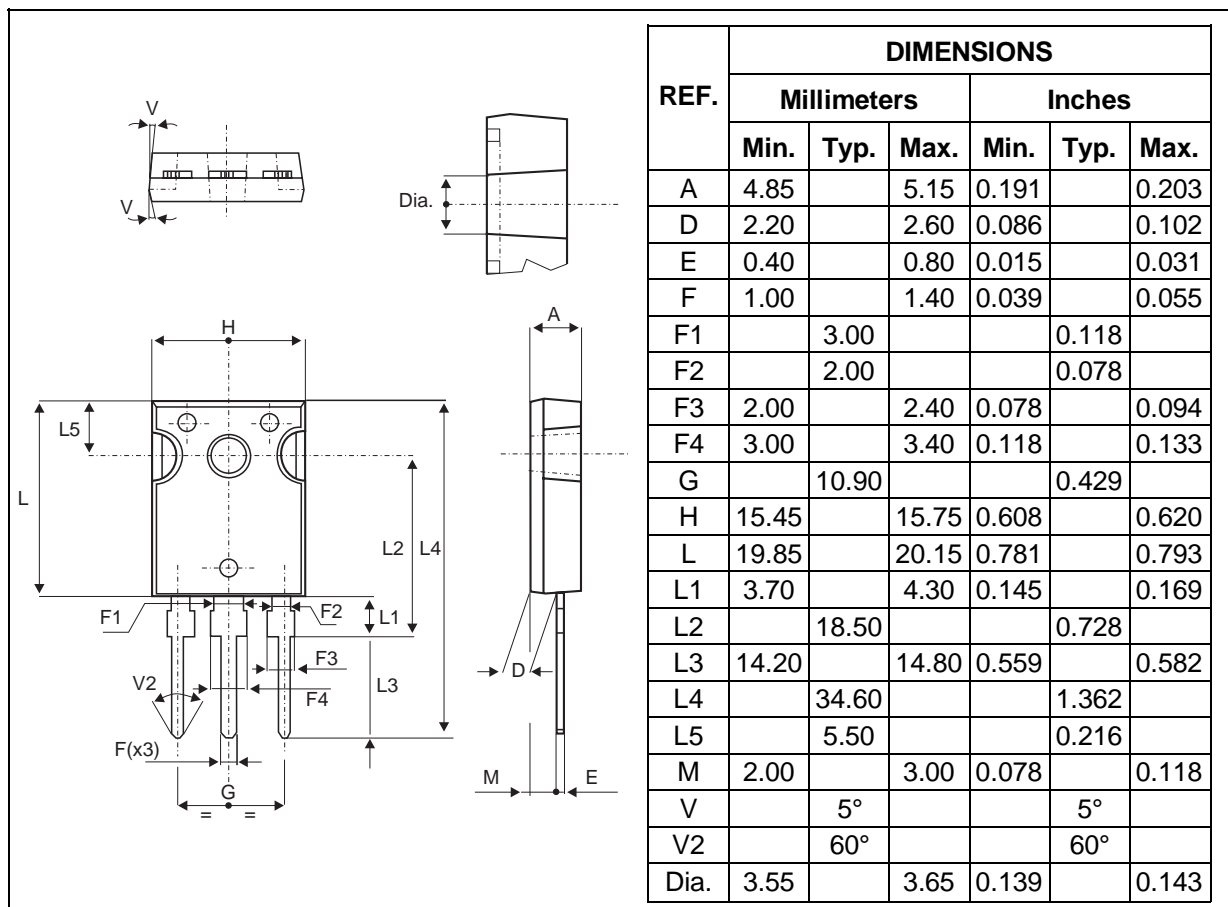 V
V
Dia.
H
A
L5
L
L2
L4
F1
F2
L1
F3
V2
D
L3
F4
F(x3)
M
E
G
= =
REF. DIMENSIONS
Millimeters Inches
Min. Typ. Max. Min. Typ. Max.
A 4.85 5.15 0.191 0.203
D 2.20 2.60 0.086 0.102
E 0.40 0.80 0.015 0.031
F 1.00 1.40 0.039 0.055
F1 3.00 0.118
F2 2.00 0.078
F3 2.00 2.40 0.078 0.094
F4 3.00 3.40 0.118 0.133
G 10.90 0.429
H 15.45 15.75 0.608 0.620
L 19.85 20.15 0.781 0.793
L1 3.70 4.30 0.145 0.169
L2 18.50 0.728
L3 14.20 14.80 0.559 0.582
L4 34.60 1.362
L5 5.50 0.216
M 2.00 3.00 0.078 0.118
V 5° 5°
V2 60° 60°
Dia. 3.55 3.65 0.139 0.143